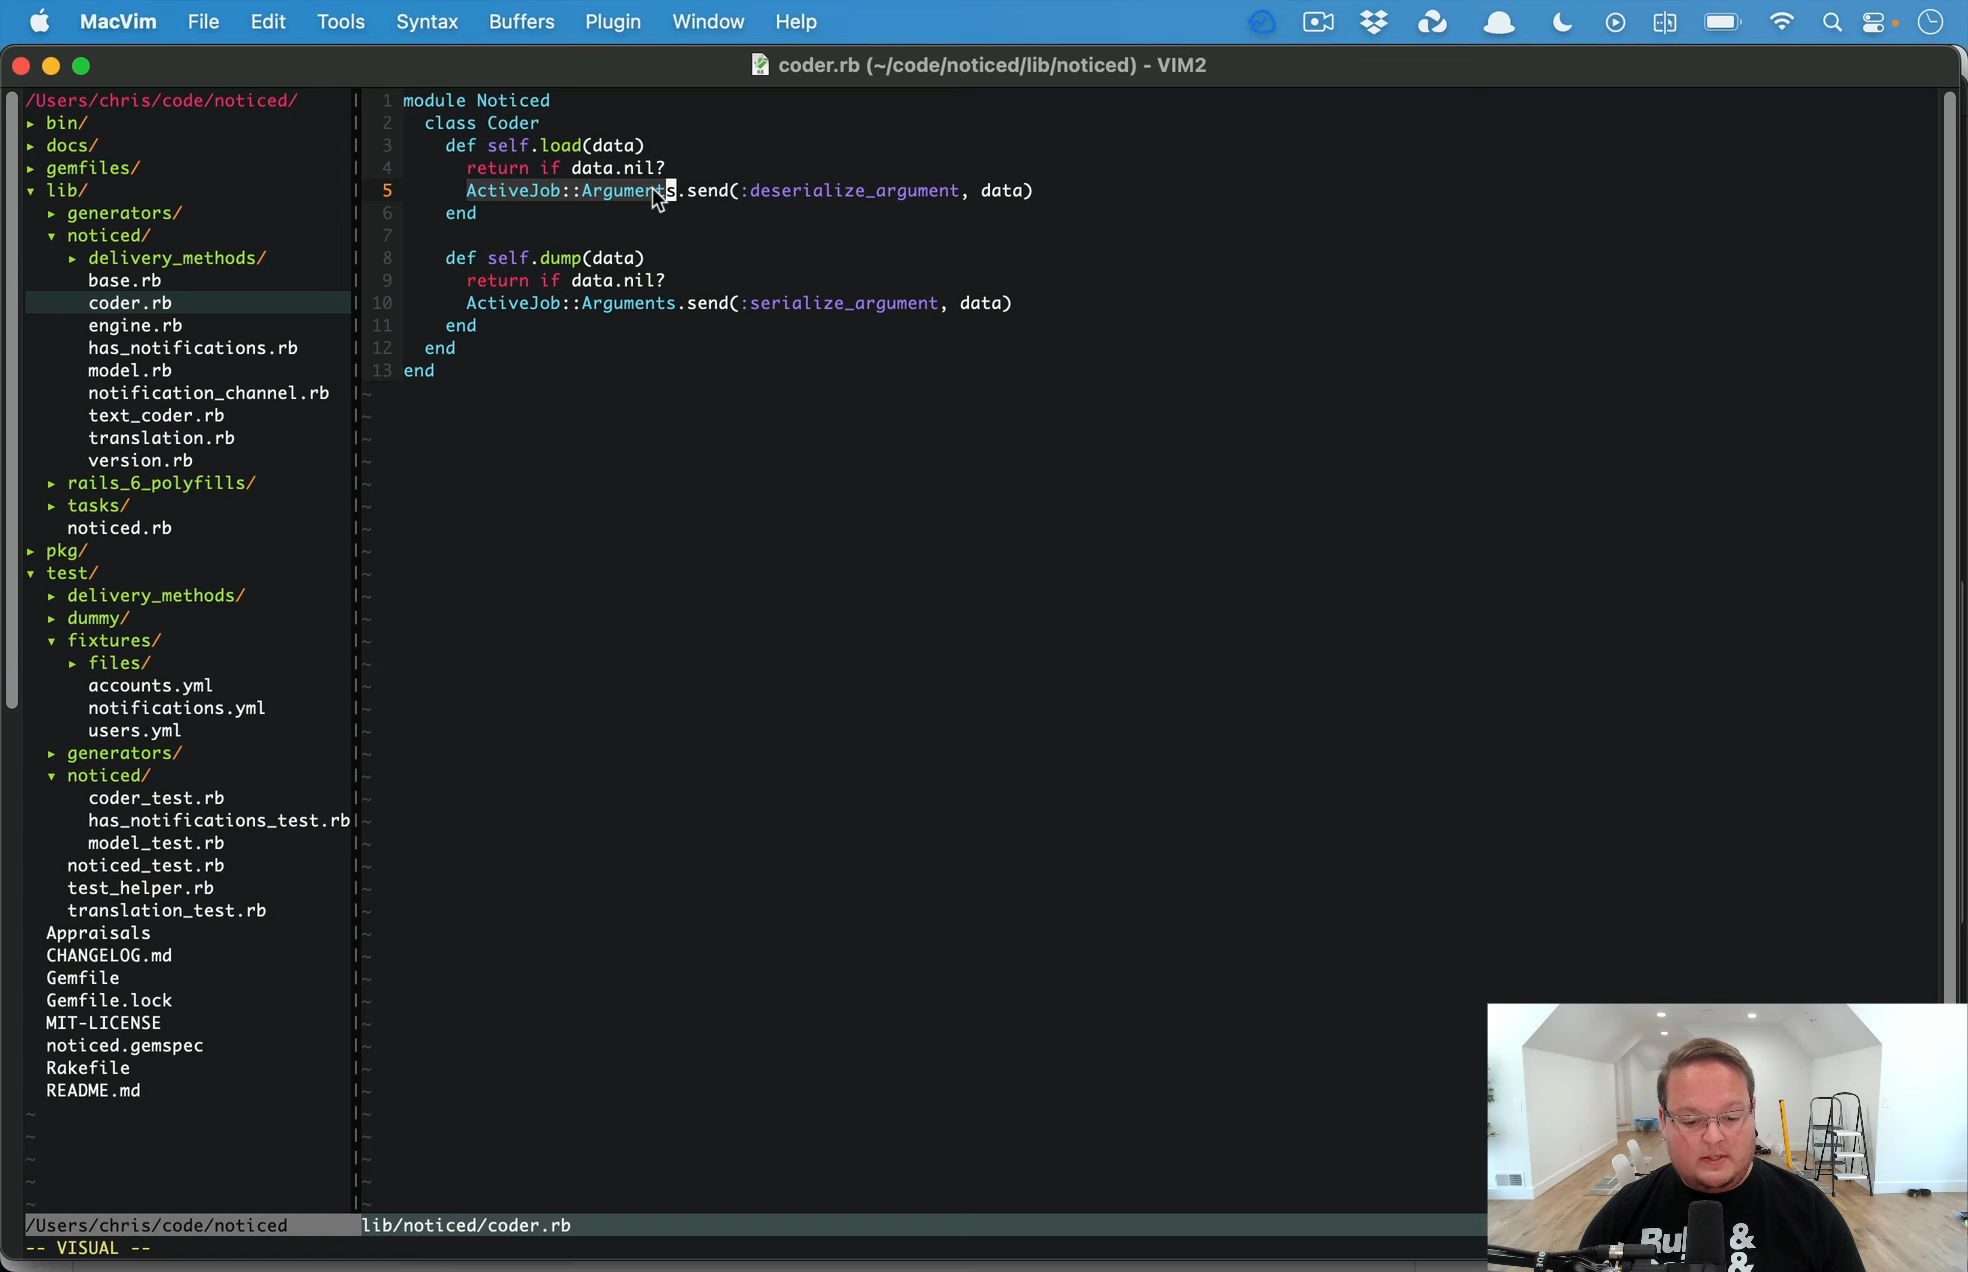 MacVim File Edit Tools Syntax Buffers Plugin Window Help
coder.rb (~/code/noticed/lib/noticed) - VIM2
/Users/chris/code/noticed/
▸ bin/
▸ docs/
▸ gemfiles/
▾ lib/
▸ generators/
▾ noticed/
▸ delivery_methods/
base.rb
coder.rb
engine.rb
has_notifications.rb
model.rb
notification_channel.rb
text_coder.rb
translation.rb
version.rb
▸ rails_6_polyfills/
▸ tasks/
noticed.rb
▸ pkg/
▾ test/
▸ delivery_methods/
▸ dummy/
▾ fixtures/
▸ files/
accounts.yml
notifications.yml
users.yml
▸ generators/
▾ noticed/
coder_test.rb
has_notifications_test.rb
model_test.rb
noticed_test.rb
test_helper.rb
translation_test.rb
Appraisals
CHANGELOG.md
Gemfile
Gemfile.lock
MIT-LICENSE
noticed.gemspec
Rakefile
README.md
1 module Noticed
2 class Coder
3 def self.load(data)
4 return if data.nil?
5 ActiveJob::Arguments.send(:deserialize_argument, data)
6 end
7
8 def self.dump(data)
9 return if data.nil?
10 ActiveJob::Arguments.send(:serialize_argument, data)
11 end
12 end
13 end
/Users/chris/code/noticed
lib/noticed/coder.rb
-- VISUAL --
&
&